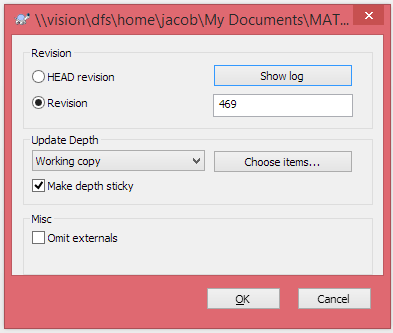 \\vision\dfs\home\jacob\My Documents\MAT...
Revision
HEAD revision
Show log
Revision
469
Update Depth
Working copy
Choose items...
Make depth sticky
Misc
Omit externals
OK
Cancel